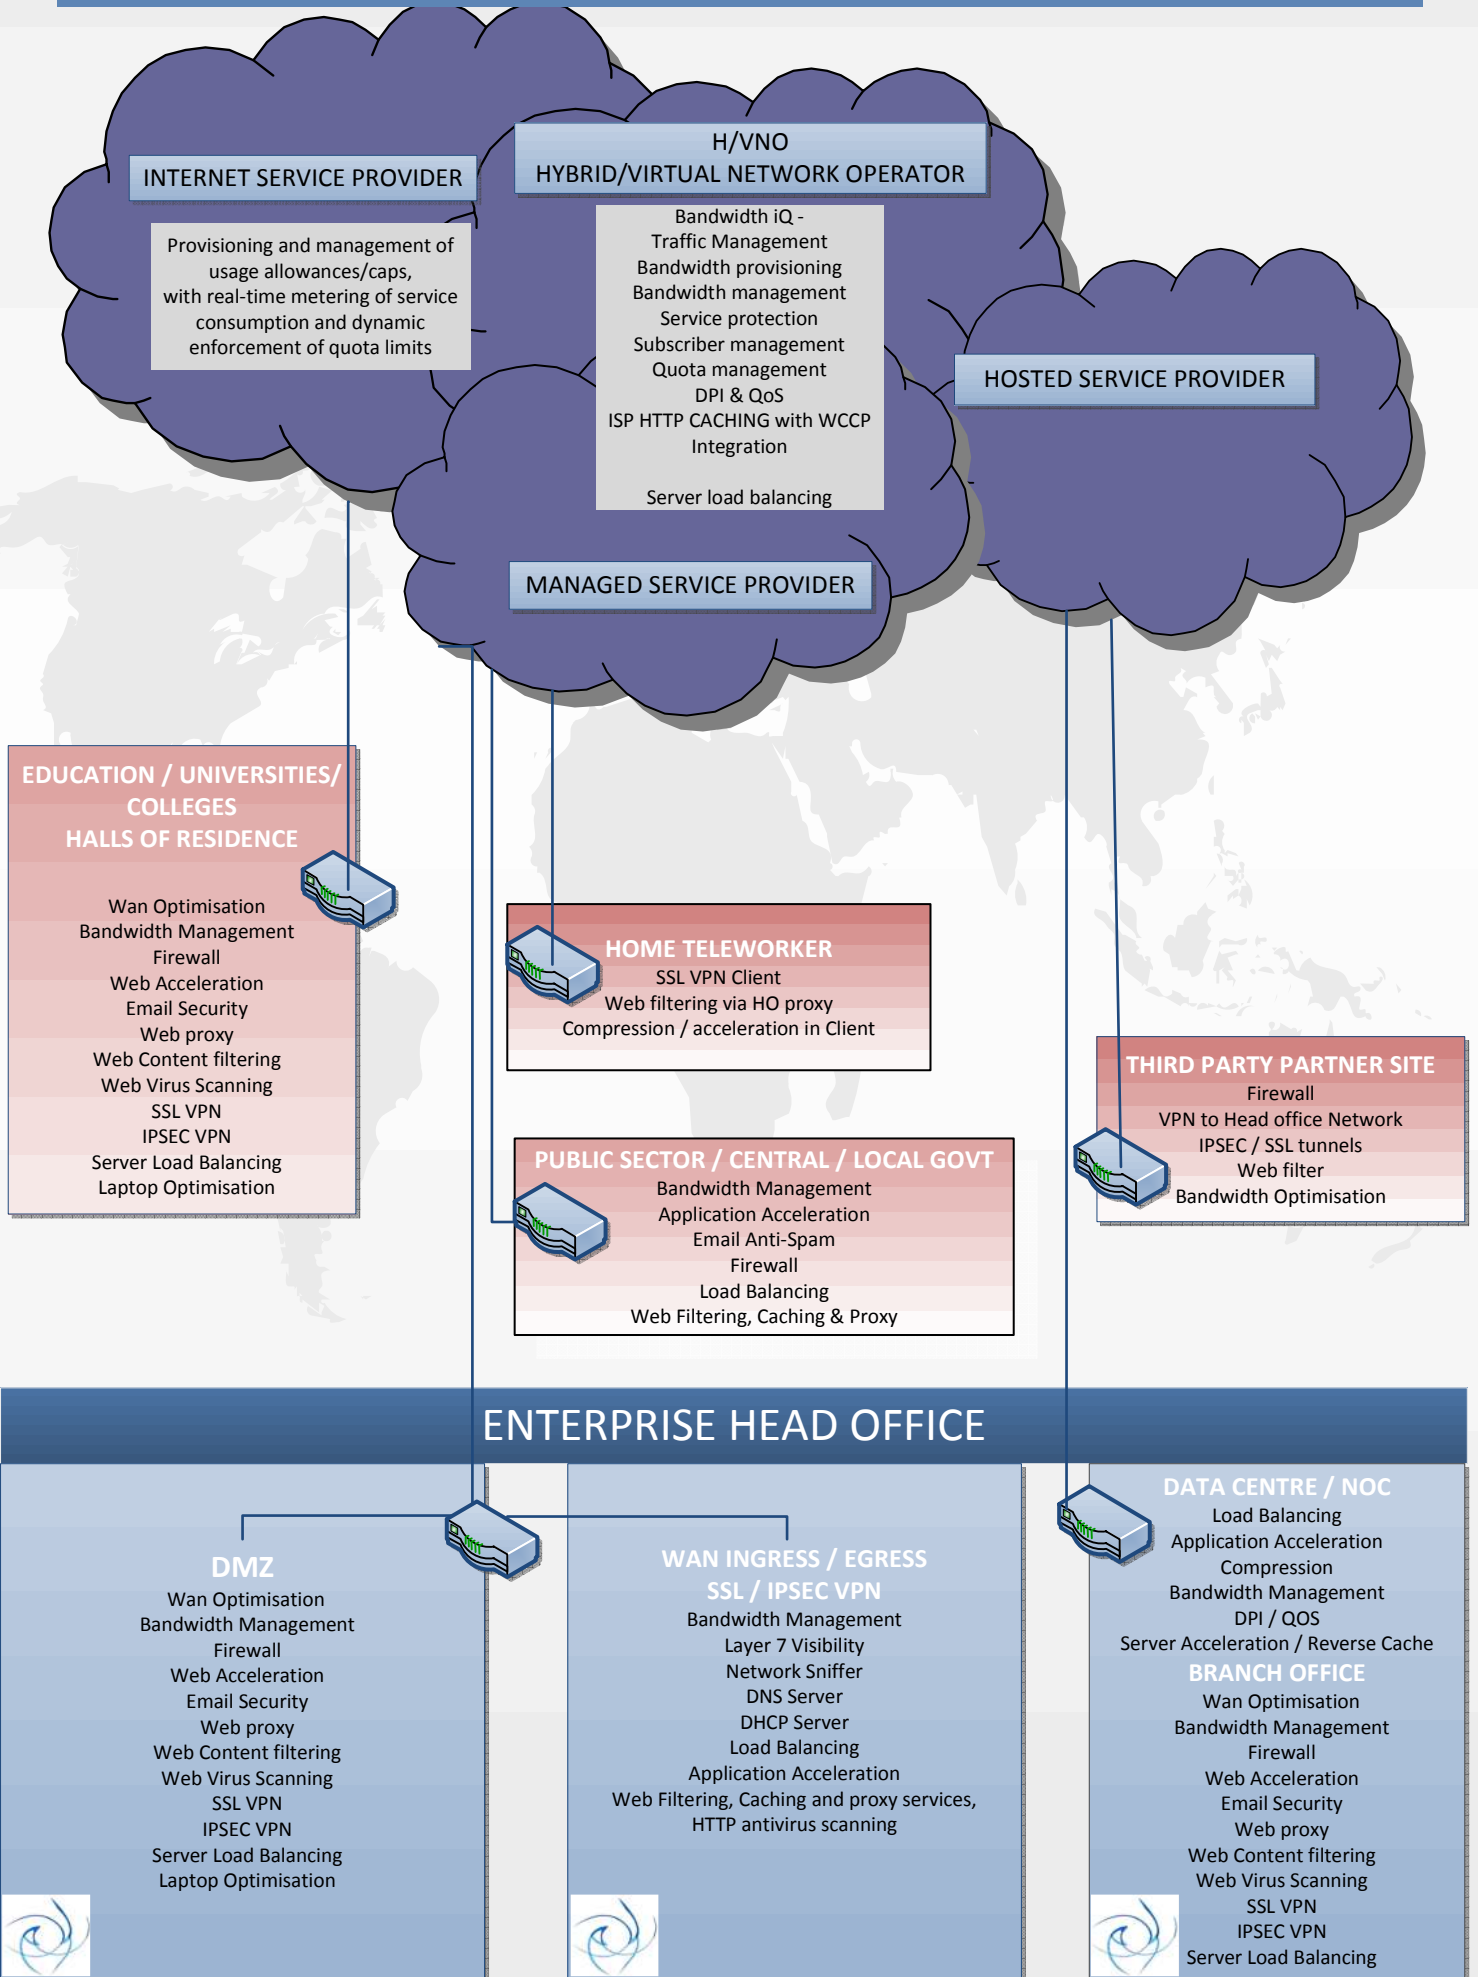 INTERNET SERVICE PROVIDER
Provisioning and management of
usage allowances/caps,
with real-time metering of service
consumption and dynamic
enforcement of quota limits
H/VNO
HYBRID/VIRTUAL NETWORK OPERATOR
Bandwidth iQ -
Traffic Management
Bandwidth provisioning
Bandwidth management
Service protection
Subscriber management
Quota management
DPI & QoS
ISP HTTP CACHING with WCCP
Integration
Server load balancing
HOSTED SERVICE PROVIDER
MANAGED SERVICE PROVIDER
EDUCATION / UNIVERSITIES/
COLLEGES
HALLS OF RESIDENCE
Wan Optimisation
Bandwidth Management
Firewall
Web Acceleration
Email Security
Web proxy
Web Content filtering
Web Virus Scanning
SSL VPN
IPSEC VPN
Server Load Balancing
Laptop Optimisation
HOME TELEWORKER
SSL VPN Client
Web filtering via HO proxy
Compression / acceleration in Client
PUBLIC SECTOR / CENTRAL / LOCAL GOVT
Bandwidth Management
Application Acceleration
Email Anti-Spam
Firewall
Load Balancing
Web Filtering, Caching & Proxy
THIRD PARTY PARTNER SITE
Firewall
VPN to Head office Network
IPSEC / SSL tunnels
Web filter
Bandwidth Optimisation
ENTERPRISE HEAD OFFICE
DMZ
Wan Optimisation
Bandwidth Management
Firewall
Web Acceleration
Email Security
Web proxy
Web Content filtering
Web Virus Scanning
SSL VPN
IPSEC VPN
Server Load Balancing
Laptop Optimisation
WAN INGRESS / EGRESS
SSL / IPSEC VPN
Bandwidth Management
Layer 7 Visibility
Network Sniffer
DNS Server
DHCP Server
Load Balancing
Application Acceleration
Web Filtering, Caching and proxy services,
HTTP antivirus scanning
DATA CENTRE / NOC
Load Balancing
Application Acceleration
Compression
Bandwidth Management
DPI / QOS
Server Acceleration / Reverse Cache
BRANCH OFFICE
Wan Optimisation
Bandwidth Management
Firewall
Web Acceleration
Email Security
Web proxy
Web Content filtering
Web Virus Scanning
SSL VPN
IPSEC VPN
Server Load Balancing